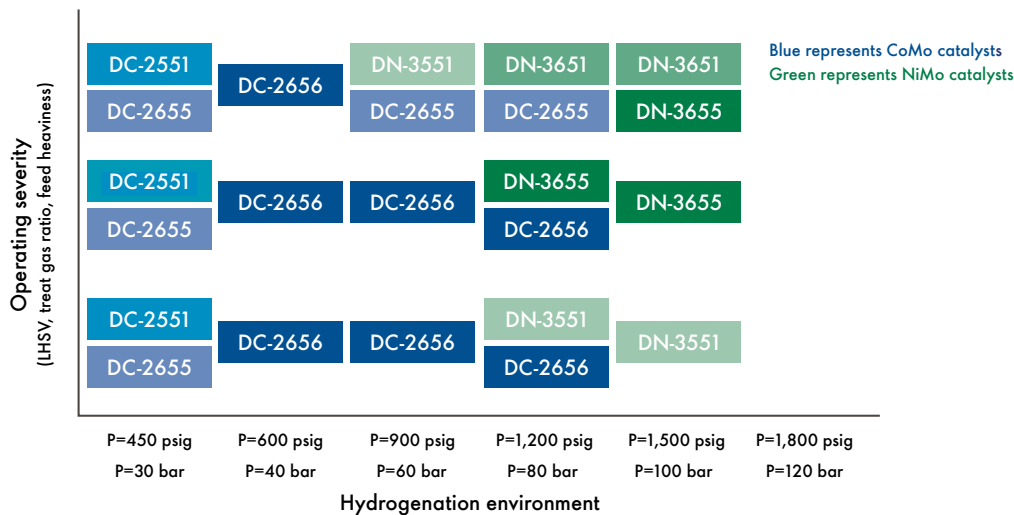 Operating severity
(LHSV, treat gas ratio, feed heaviness)
DC-2551
DC-2655
DC-2656
DN-3551
DC-2655
DN-3651
DC-2655
DN-3651
DN-3655
Blue represents CoMo catalysts
Green represents NiMo catalysts
DC-2551
DC-2655
DC-2656
DC-2656
DN-3655
DC-2656
DN-3655
DC-2551
DC-2655
DC-2656
DC-2656
DN-3551
DC-2656
DN-3551
P=450 psig
P=30 bar
P=600 psig
P=40 bar
P=900 psig
P=60 bar
P=1,200 psig
P=80 bar
P=1,500 psig
P=100 bar
P=1,800 psig
P=120 bar
Hydrogenation environment